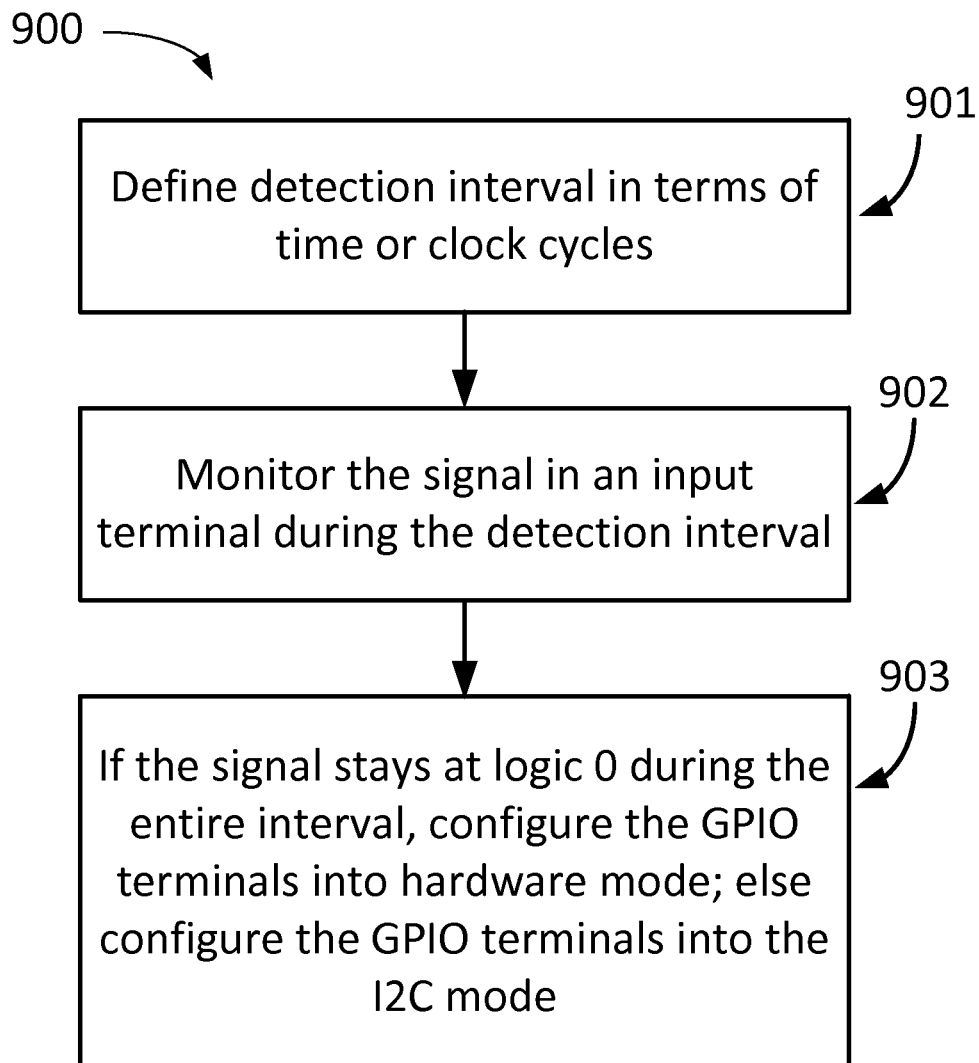 900
901
Define detection interval in terms of
time or clock cycles
902
Monitor the signal in an input
terminal during the detection interval
903
If the signal stays at logic 0 during the
entire interval, configure the GPIO
terminals into hardware mode; else
configure the GPIO terminals into the
I2C mode